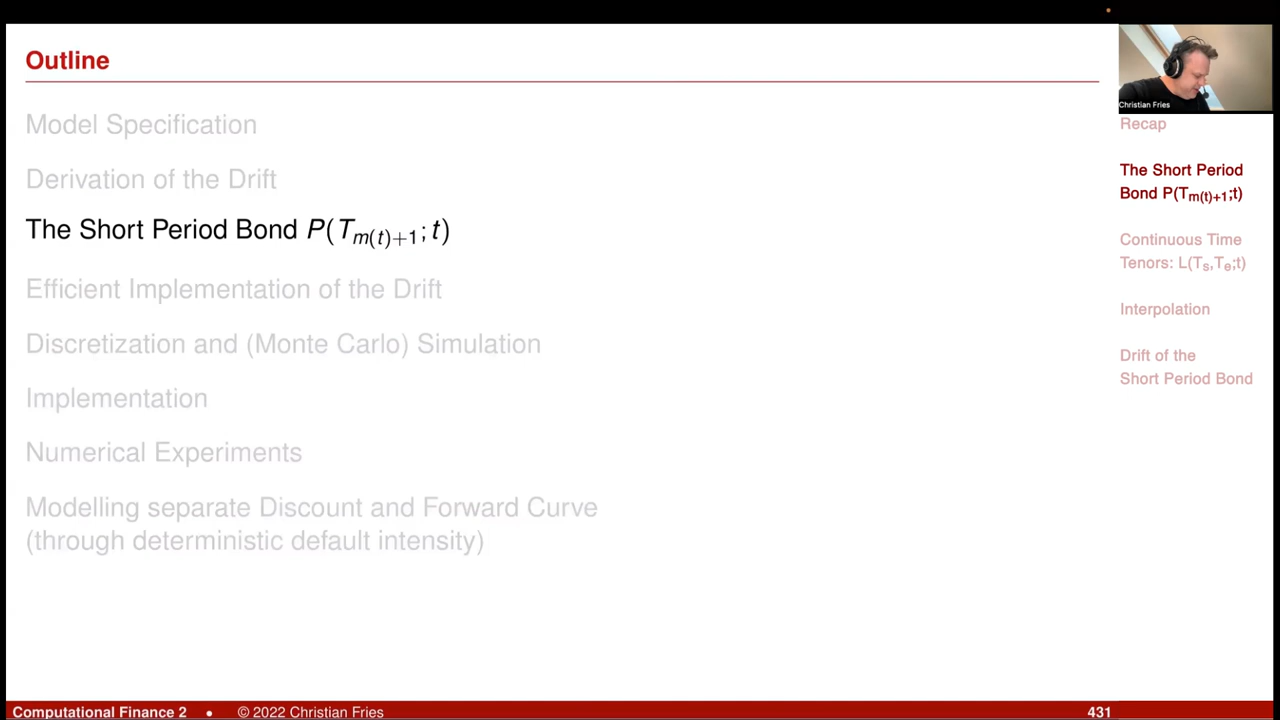 Outline
Model Specification
Derivation of the Drift
The Short Period Bond P(T_{m(t)+1}; t)
Efficient Implementation of the Drift
Discretization and (Monte Carlo) Simulation
Implementation
Numerical Experiments
Modelling separate Discount and Forward Curve
(through deterministic default intensity)
Christian Fries
Recap
The Short Period
Bond P(T_{m(t)+1};t)
Continuous Time
Tenors: L(T_s,T_e;t)
Interpolation
Drift of the
Short Period Bond
Computational Finance 2 • © 2022 Christian Fries 431